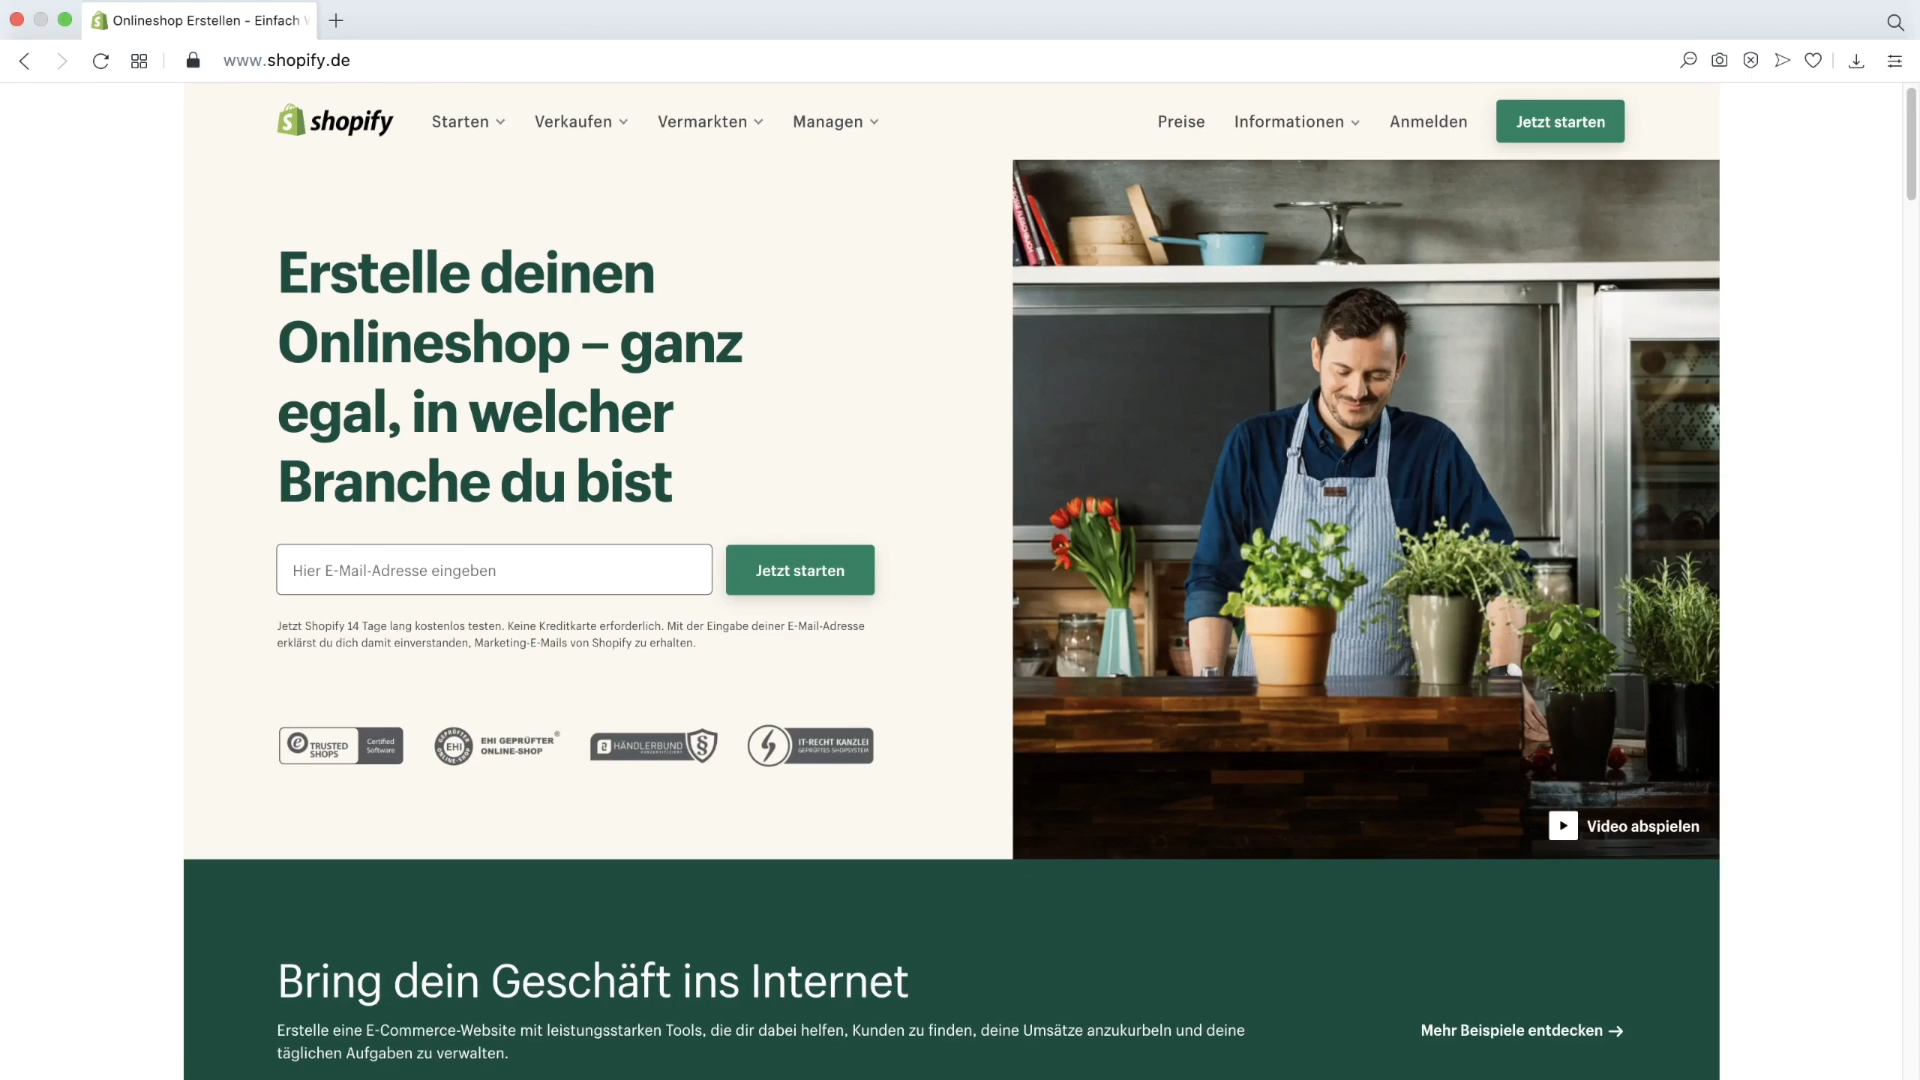 Onlineshop Erstellen - Einfach
www.shopify.de
shopify
Starten
Verkaufen
Vermarkten
Managen
Preise
Informationen
Anmelden
Jetzt starten
Erstelle deinen
Onlineshop – ganz
egal, in welcher
Branche du bist
Hier E-Mail-Adresse eingeben
Jetzt starten
Jetzt Shopify 14 Tage lang kostenlos testen. Keine Kreditkarte erforderlich. Mit der Eingabe deiner E-Mail-Adresse
erklärst du dich damit einverstanden, Marketing-E-Mails von Shopify zu erhalten.
TRUSTED
SHOPS
Certified
Software
EHI
EHI GEPRÜFTER
ONLINE-SHOP®
HÄNDLERBUND
§
IT-RECHT KANZLEI
GEPRÜFTES SHOPSYSTEM
Video abspielen
Bring dein Geschäft ins Internet
Erstelle eine E-Commerce-Website mit leistungsstarken Tools, die dir dabei helfen, Kunden zu finden, deine Umsätze anzukurbeln und deine
täglichen Aufgaben zu verwalten.
Mehr Beispiele entdecken →